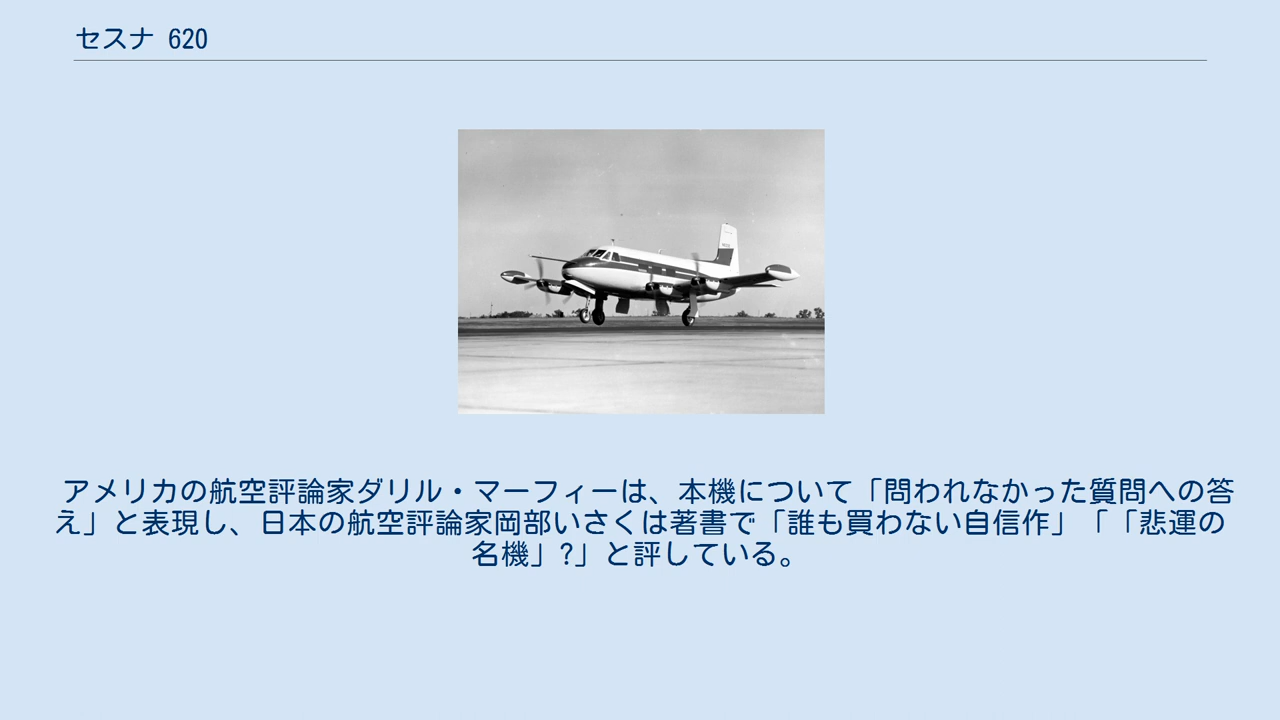 セスナ 620
アメリカの航空評論家ダリル・マーフィーは、本機について「問われなかった質問への答
え」と表現し、日本の航空評論家岡部いさくは著書で「誰も買わない自信作」「「悲運の
名機」?」と評している。